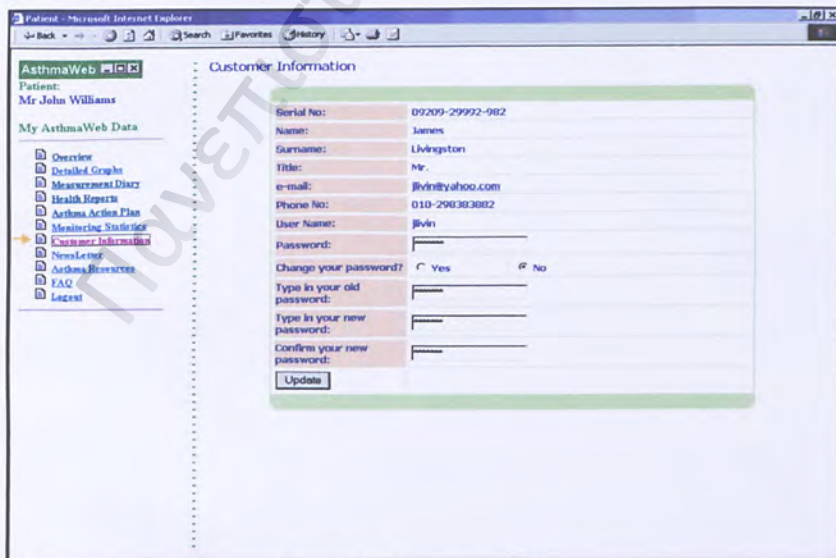 Patient - Microsoft Internet Explorer
Back
Search Favorites History
AsthmaWeb
Patient:
Mr John Williams
My AsthmaWeb Data
Overview
Detailed Graphs
Measurement Diary
Health Reports
Asthma Action Plan
Monitoring Statistics
Customer Information
NewsLetter
Asthma Resources
FAQ
Logout
Customer Information
Serial No: 09209-29992-982
Name: James
Surname: Livingston
Title: Mr.
e-mail: jlivin@yahoo.com
Phone No: 010-298383882
User Name: jlivin
Password: ********
Change your password? Yes No
Type in your old
password: ********
Type in your new
password: ********
Confirm your new
password: ********
Update